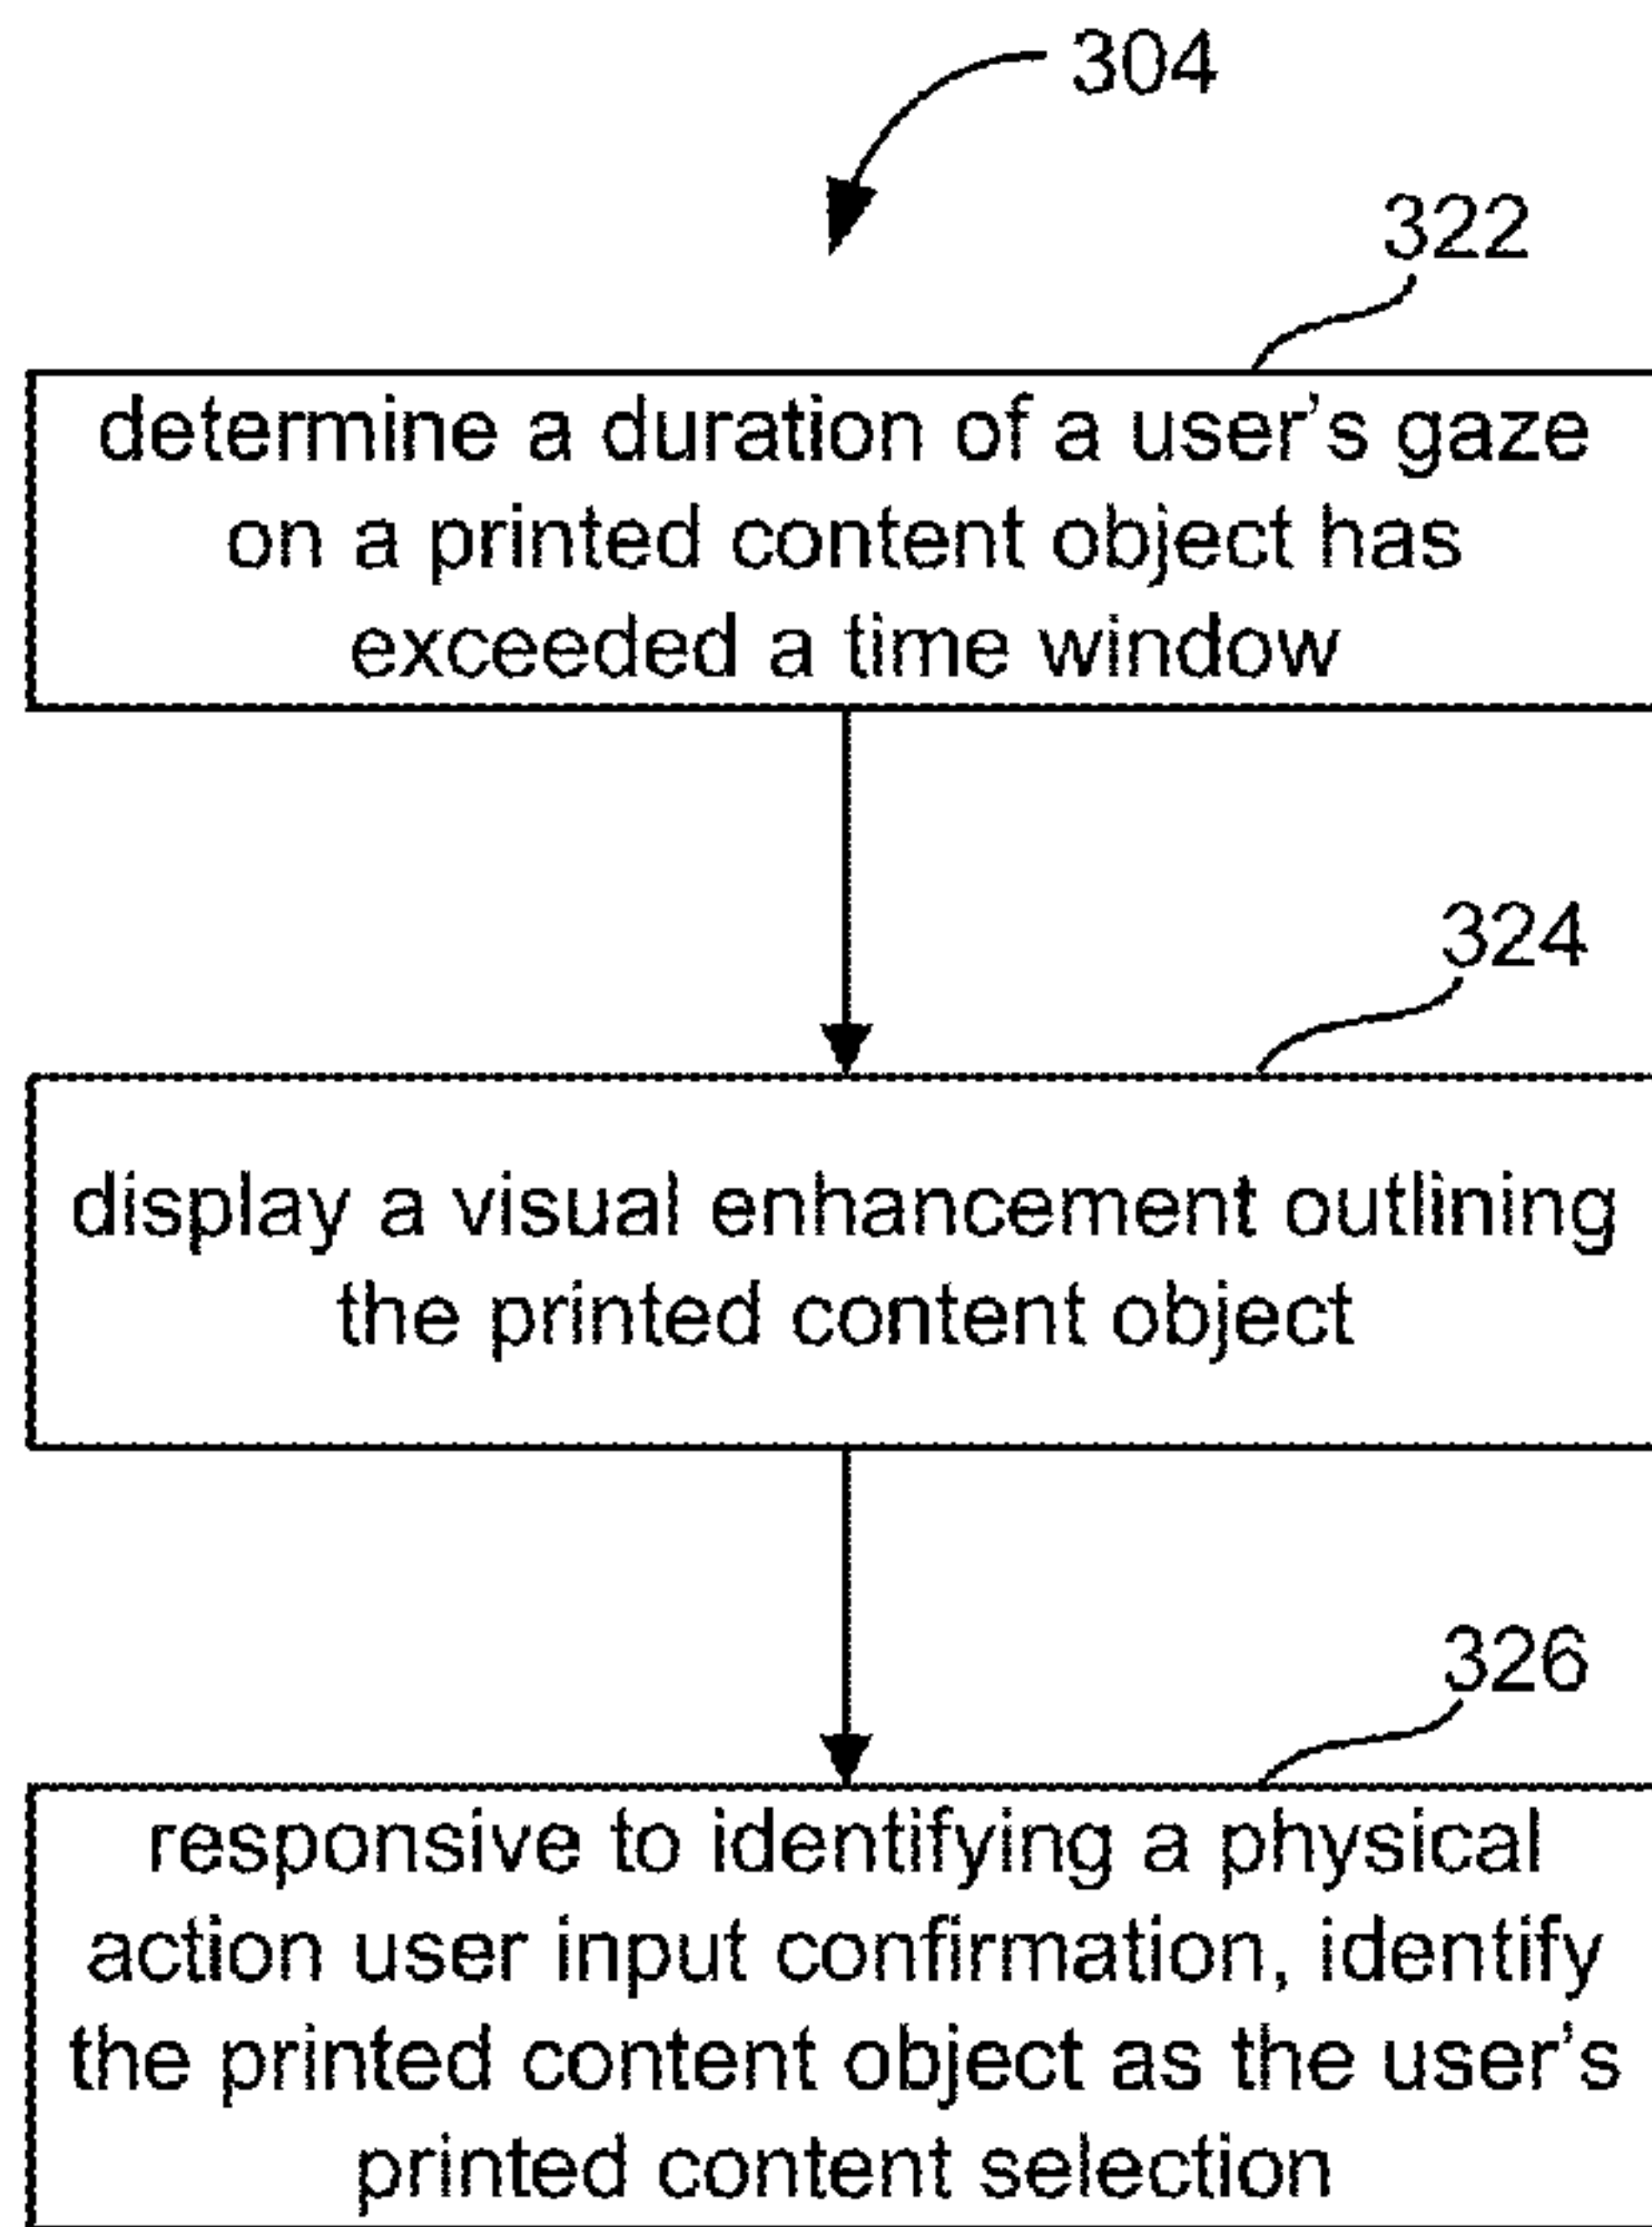 304
322
determine a duration of a user's gaze
on a printed content object has
exceeded a time window
324
display a visual enhancement outlining
the printed content object
326
responsive to identifying a physical
action user input confirmation, identify
the printed content object as the user's
printed content selection